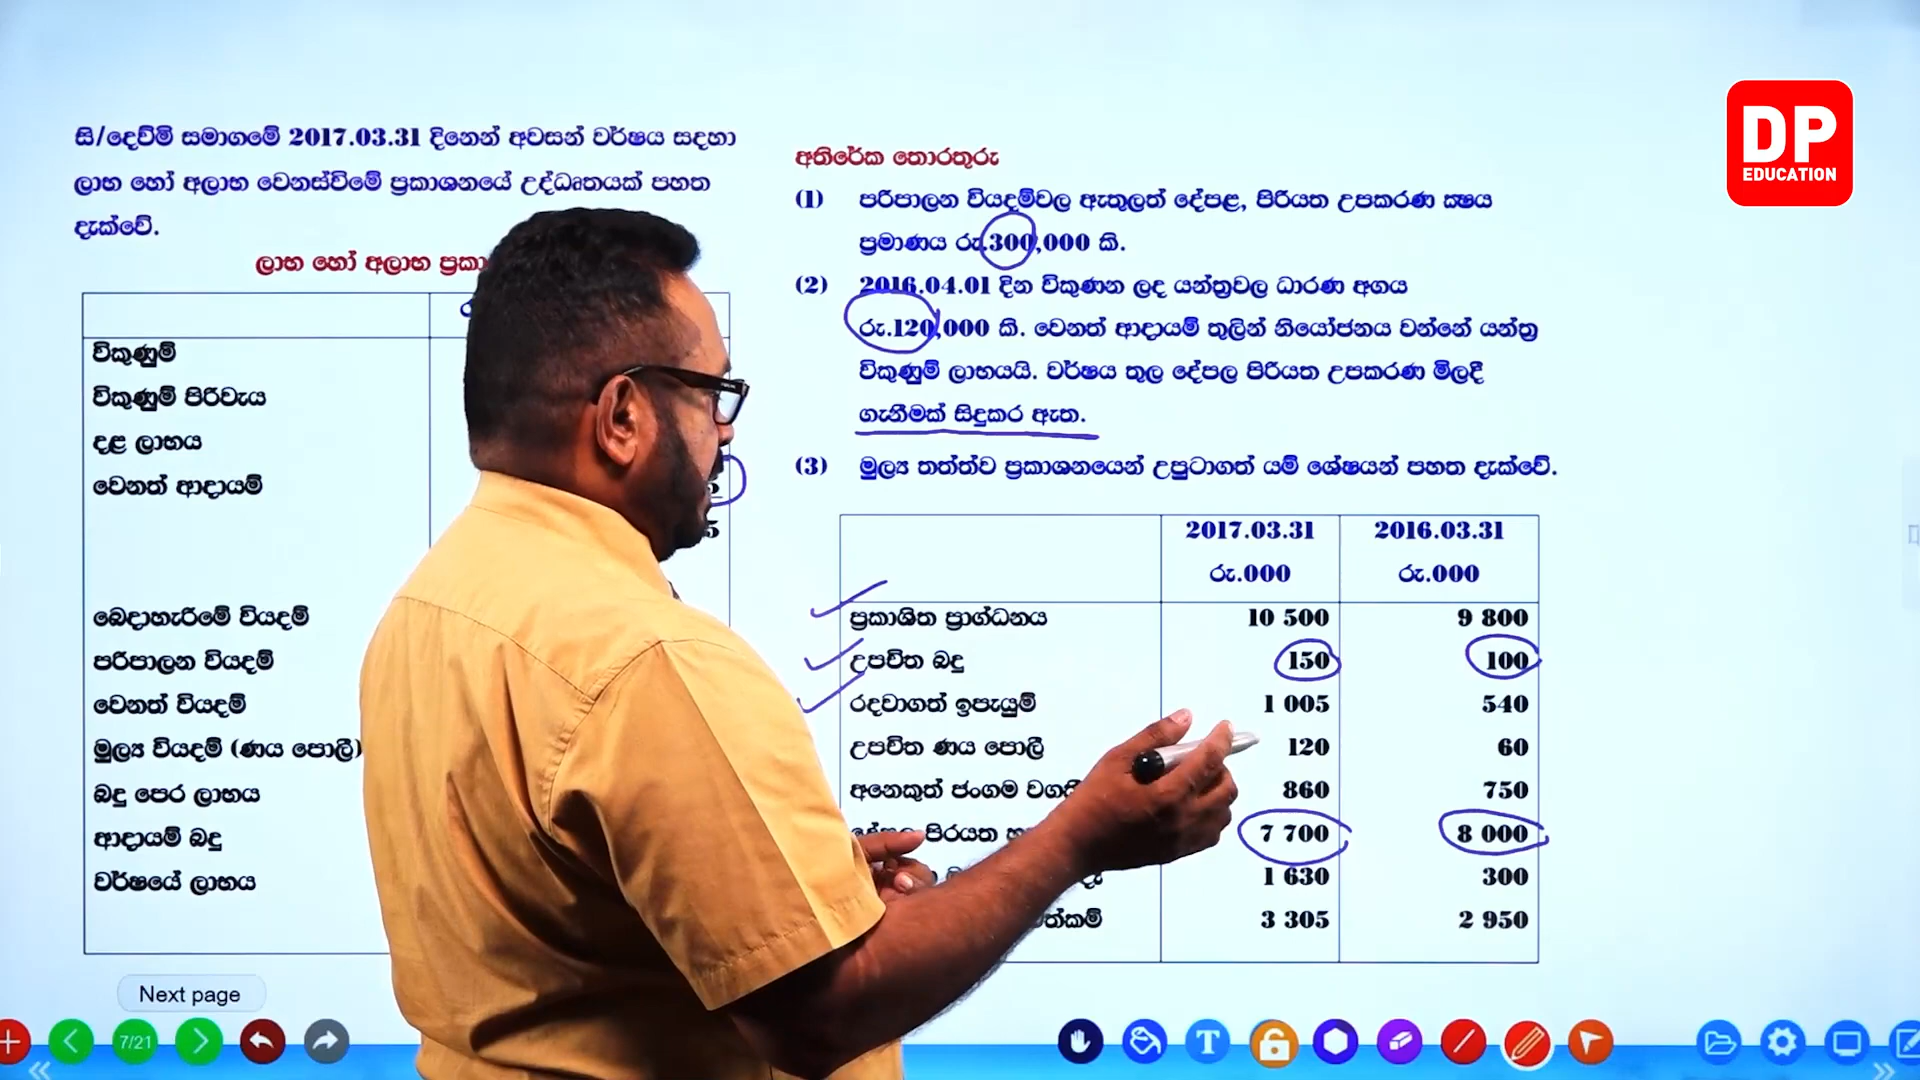 සී/දෙව්මි සමාගමේ 2017.03.31 දිනෙන් අවසන් වර්ෂය සඳහා
ලාභ හෝ අලාභ වෙනස්වීමේ ප්‍රකාශනයේ උද්ධෘතයක් පහත
දැක්වේ.
ලාභ හෝ අලාභ
විකුණුම්
විකුණුම් පිරිවැය
දළ ලාභය
වෙනත් ආදායම්
5
බෙදාහැරීමේ වියදම්
පරිපාලන වියදම්
වෙනත් වියදම්
මූල්‍ය වියදම් (ණය පොලී)
බදු පෙර ලාභය
ආදායම් බදු
වර්ෂයේ ලාභය
Next page
7/21
අතිරේක තොරතුරු
(1) පරිපාලන වියදම්වල ඇතුලත් දේපළ, පිරියත උපකරණ ක්ෂය
ප්‍රමාණය රු.300,000 කි.
(2) 2016.04.01 දින විකුණන ලද යන්ත්‍රවල ධාරණ අගය
රු.120,000 කි. වෙනත් ආදායම් තුලින් නියෝජනය වන්නේ යන්ත්‍ර
විකුණුම් ලාභයයි. වර්ෂය තුල දේපල පිරියත උපකරණ මිලදී
ගැනීමක් සිදුකර ඇත.
(3) මූල්‍ය තත්ත්ව ප්‍රකාශනයෙන් උපුටාගත් යම් ශේෂයන් පහත දැක්වේ.
2017.03.31 2016.03.31
රු.000 රු.000
ප්‍රකාශිත ප්‍රාග්ධනය 10 500 9 800
උපචිත බදු 150 100
රඳවාගත් ඉපැයුම් 1 005 540
උපචිත ණය පොලී 120 60
අනෙකුත් ජංගම 860 750
පිරයත 7 700 8 000
1 630 300
3 305 2 950
DP
EDUCATION